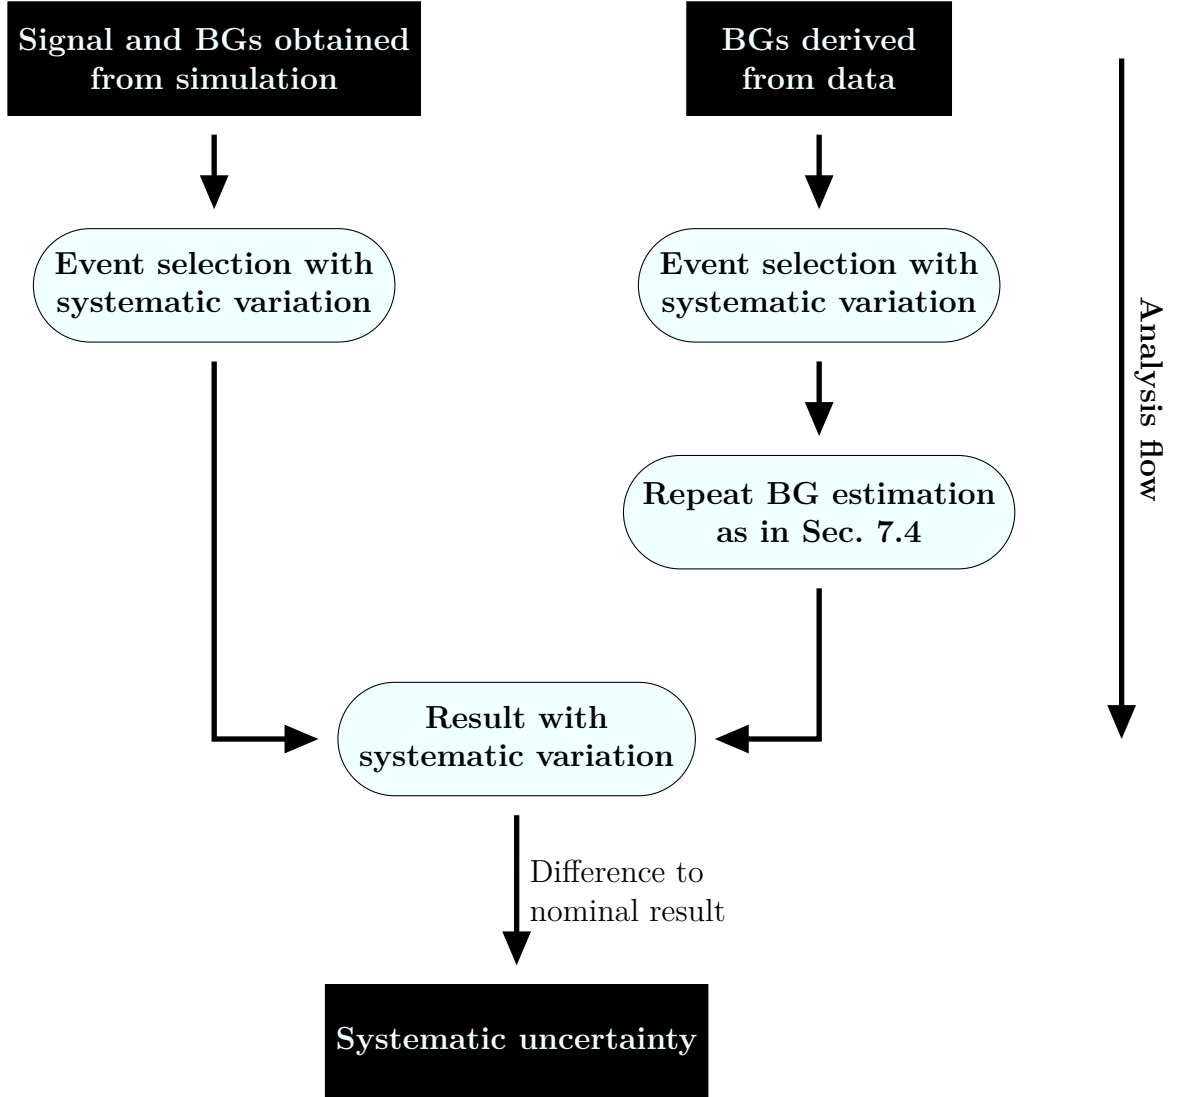 Signal and BGs obtained
from simulation
BGs derived
from data
Event selection with
systematic variation
Event selection with
systematic variation
Analysis flow
Repeat BG estimation
as in Sec. 7.4
Result with
systematic variation
Difference to
nominal result
Systematic uncertainty